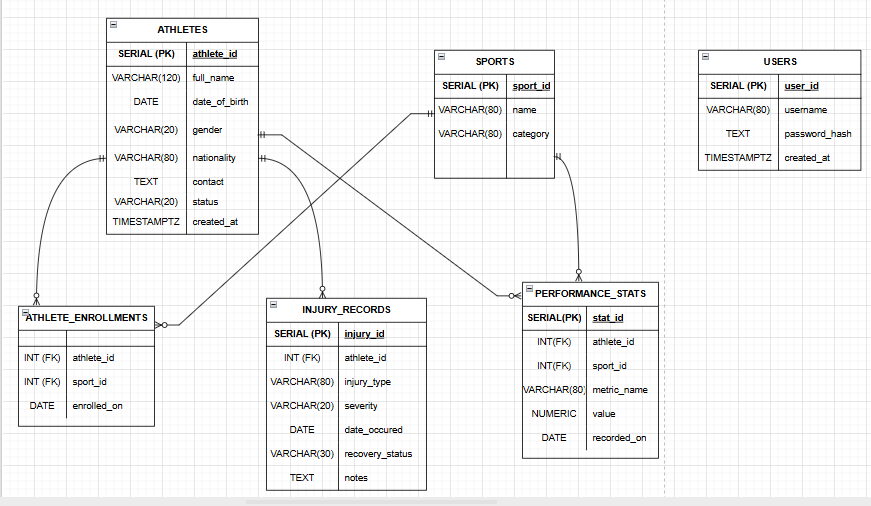 ATHLETES
SERIAL (PK) athlete_id
VARCHAR(120) full_name
DATE date_of_birth
VARCHAR(20) gender
VARCHAR(80) nationality
TEXT contact
VARCHAR(20) status
TIMESTAMPTZ created_at
SPORTS
SERIAL (PK) sport_id
VARCHAR(80) name
VARCHAR(80) category
USERS
SERIAL (PK) user_id
VARCHAR(80) username
TEXT password_hash
TIMESTAMPTZ created_at
ATHLETE_ENROLLMENTS
INT (FK) athlete_id
INT (FK) sport_id
DATE enrolled_on
INJURY_RECORDS
SERIAL (PK) injury_id
INT (FK) athlete_id
VARCHAR(80) injury_type
VARCHAR(20) severity
DATE date_occured
VARCHAR(30) recovery_status
TEXT notes
PERFORMANCE_STATS
SERIAL(PK) stat_id
INT(FK) athlete_id
INT(FK) sport_id
VARCHAR(80) metric_name
NUMERIC value
DATE recorded_on